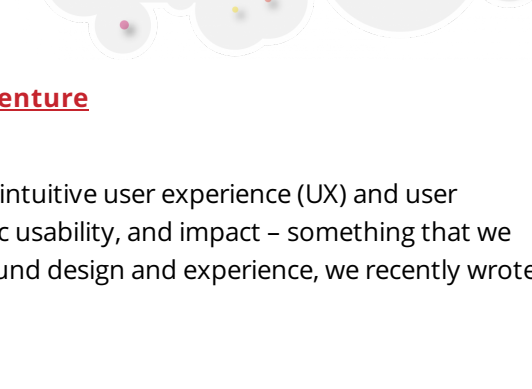 enture
intuitive user experience (UX) and user
c usability, and impact – something that we
und design and experience, we recently wrote